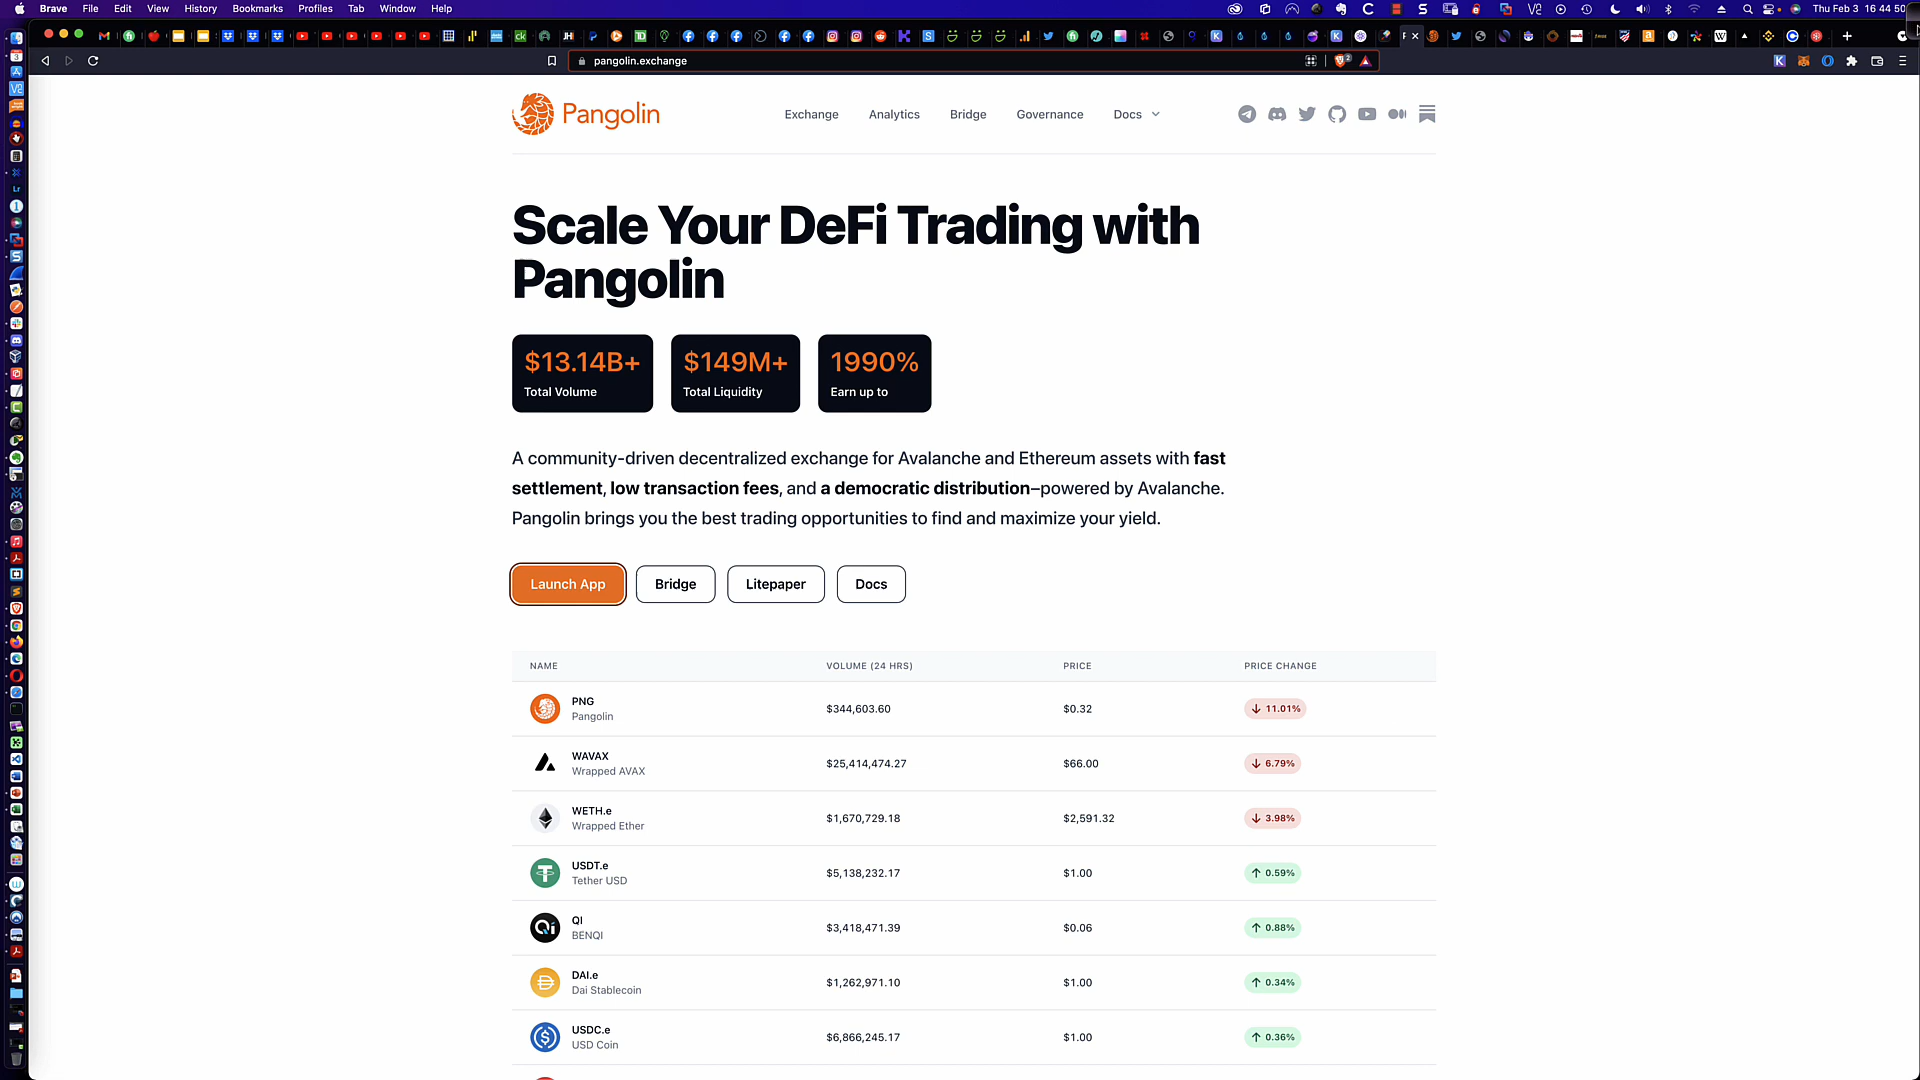 Brave File Edit View History Bookmarks Profiles Tab Window Help
Thu Feb 3 16 44 50
pangolin.exchange
Pangolin
Exchange Analytics Bridge Governance Docs
Scale Your DeFi Trading with
Pangolin
$13.14B+ $149M+ 1990%
Total Volume Total Liquidity Earn up to
A community-driven decentralized exchange for Avalanche and Ethereum assets with fast
settlement, low transaction fees, and a democratic distribution–powered by Avalanche.
Pangolin brings you the best trading opportunities to find and maximize your yield.
Launch App Bridge Litepaper Docs
NAME VOLUME (24 HRS) PRICE PRICE CHANGE
PNG
Pangolin
$344,603.60 $0.32 11.01%
WAVAX
Wrapped AVAX
$25,414,474.27 $66.00 6.79%
WETH.e
Wrapped Ether
$1,670,729.18 $2,591.32 3.98%
USDT.e
Tether USD
$5,138,232.17 $1.00 0.59%
QI
BENQI
$3,418,471.39 $0.06 0.88%
DAI.e
Dai Stablecoin
$1,262,971.10 $1.00 0.34%
USDC.e
USD Coin
$6,866,245.17 $1.00 0.36%